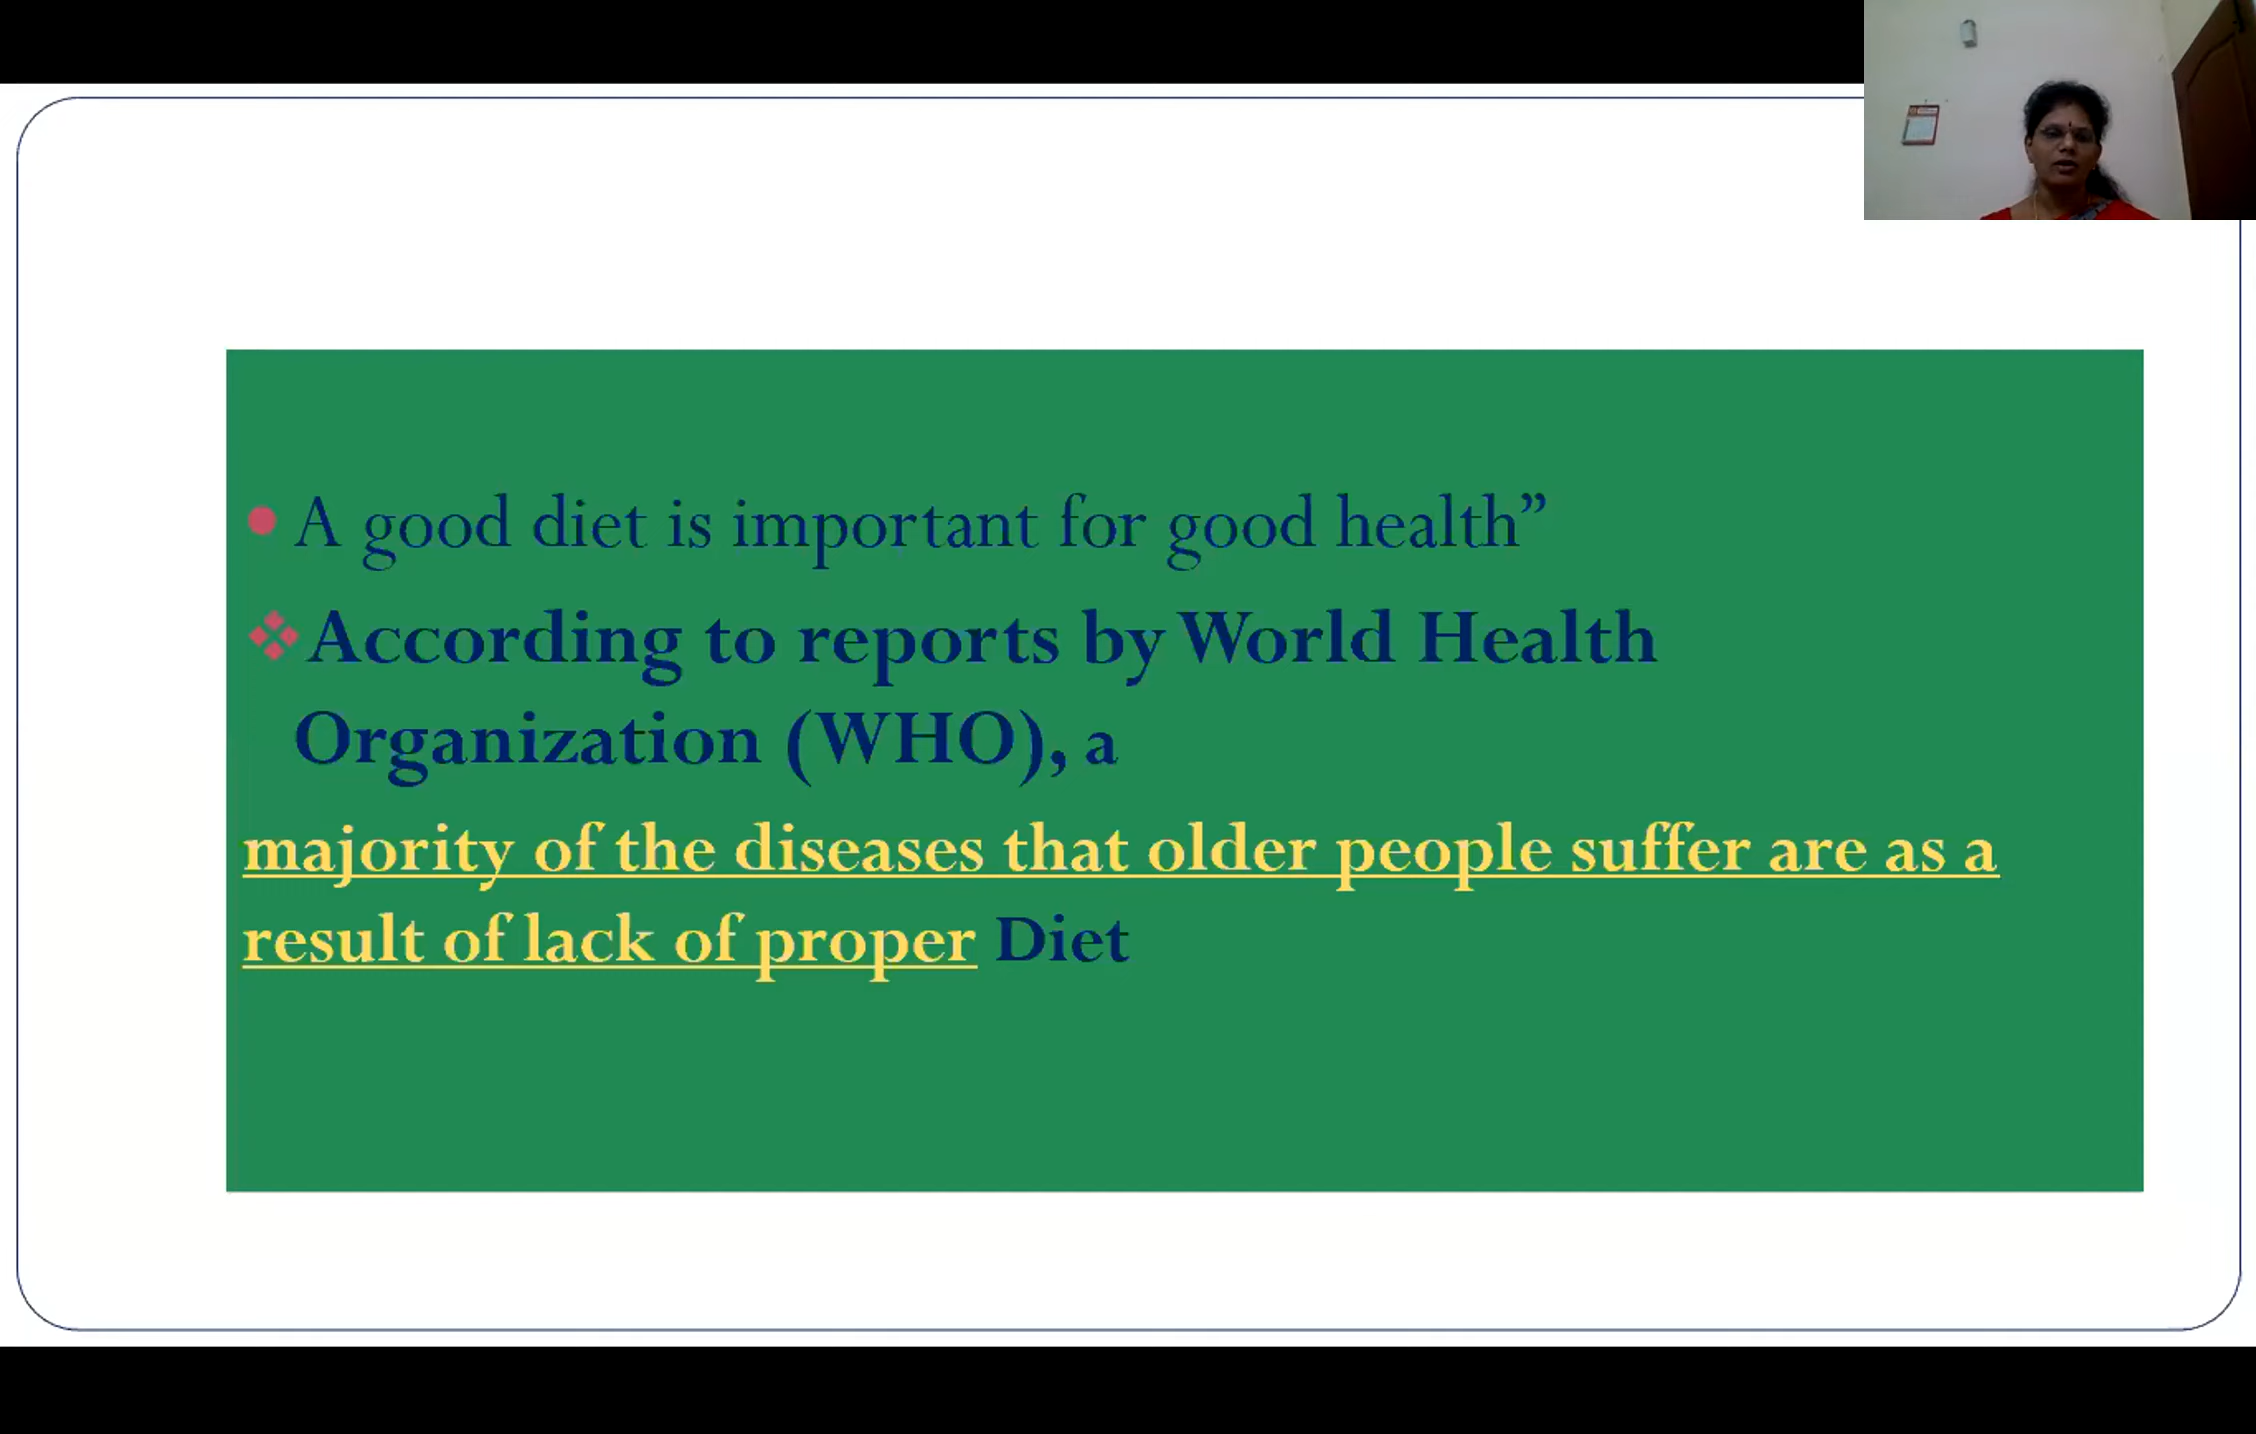 A good diet is important for good health”
According to reports by World Health
Organization (WHO), a
majority of the diseases that older people suffer are as a
result of lack of proper Diet